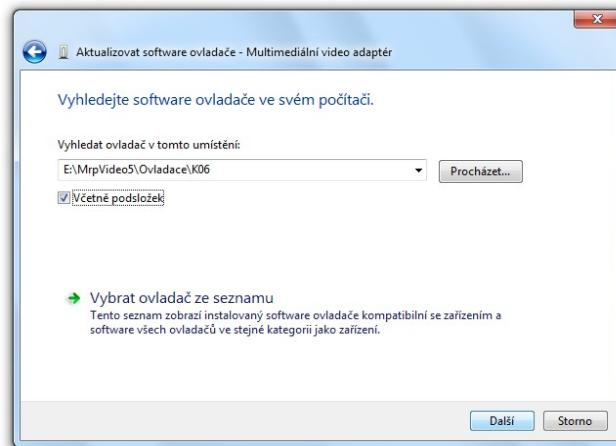 Aktualizovat software ovladače - Multimediální video adaptér
Vyhledejte software ovladače ve svém počítači.
Vyhledat ovladač v tomto umístění:
E:\MrpVideo5\Ovladace\K06
Procházet...
Včetně podsložek
Vybrat ovladač ze seznamu
Tento seznam zobrazí instalovaný software ovladače kompatibilní se zařízením a
software všech ovladačů ve stejné kategorii jako zařízení.
Další
Storno